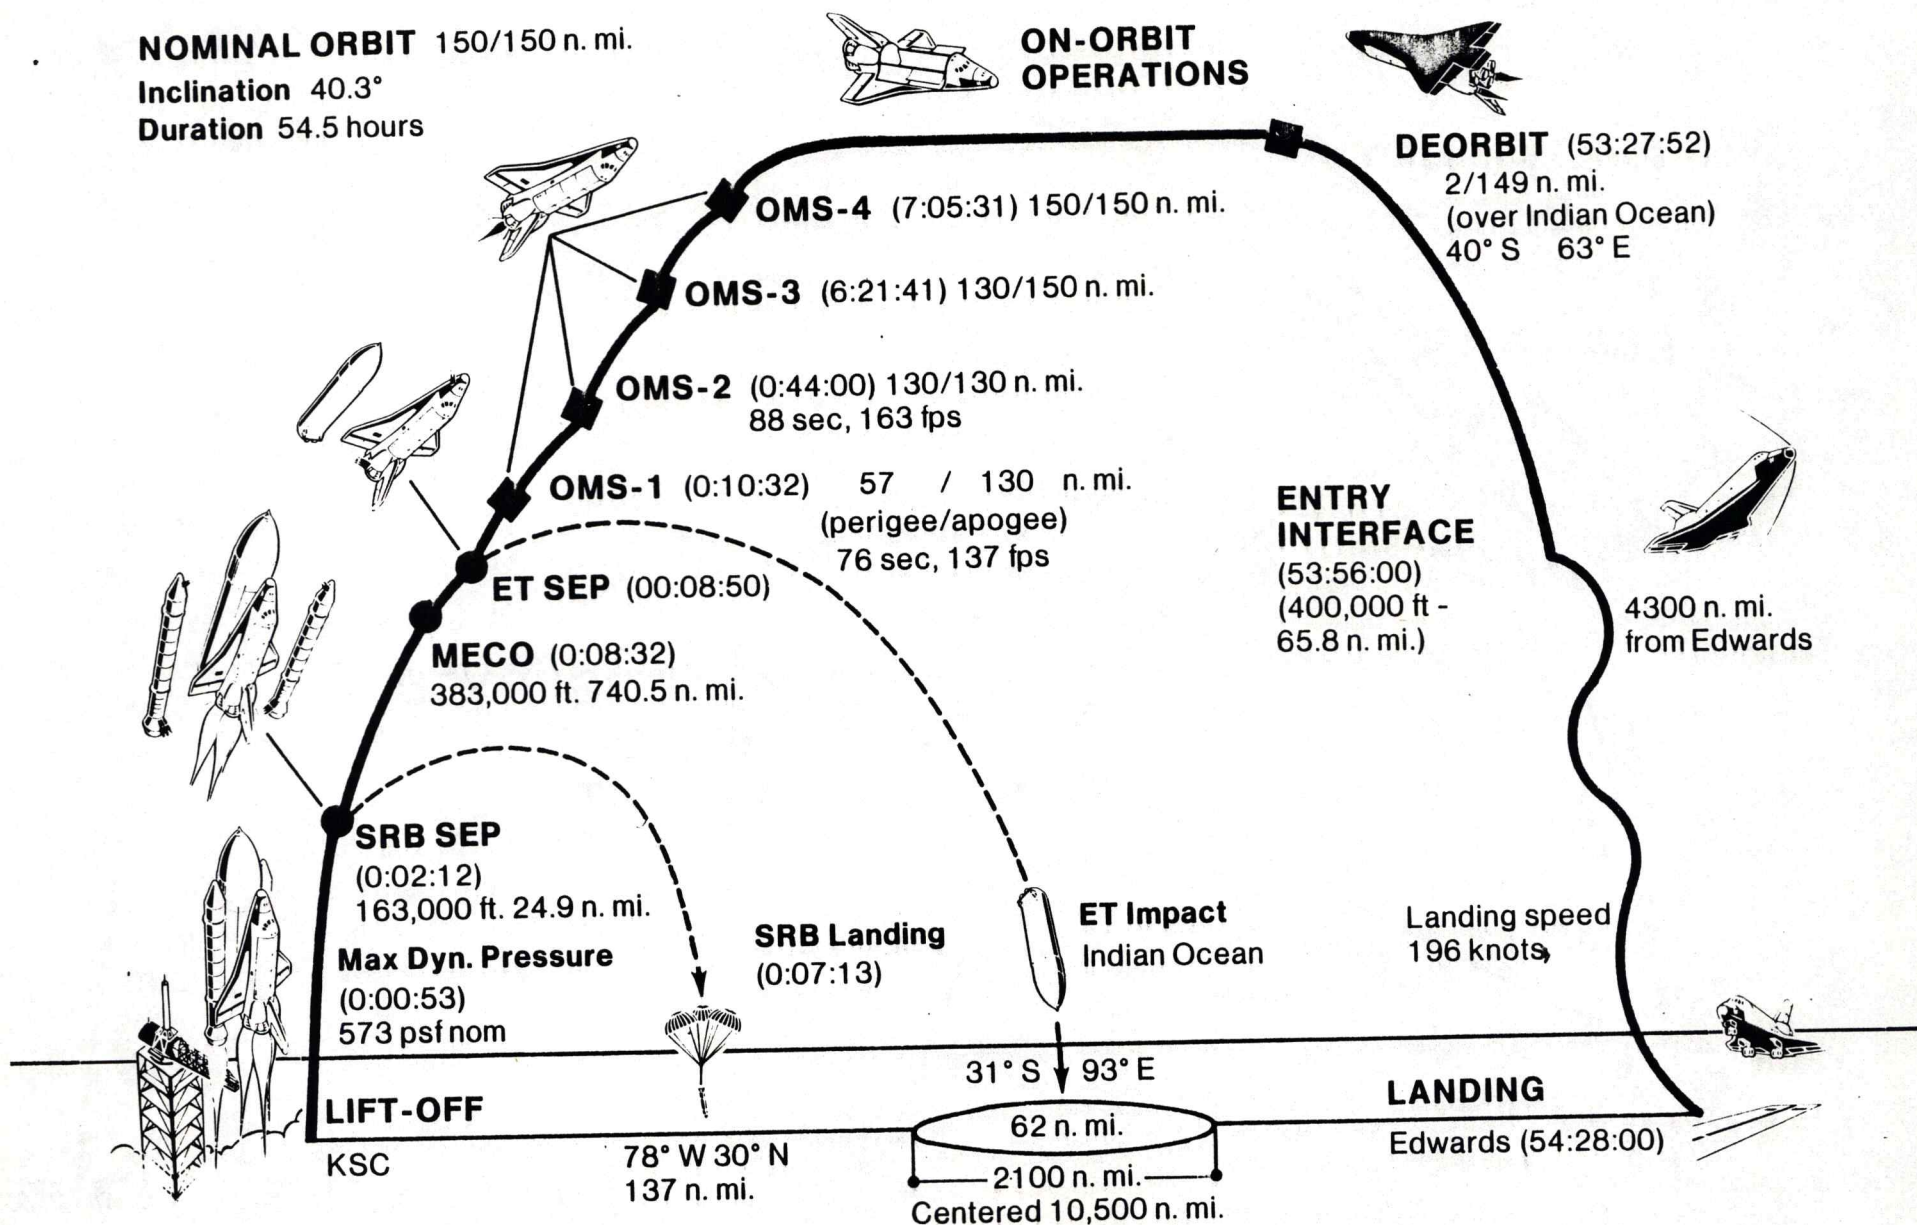 NOMINAL ORBIT 150/150 n. mi.
Inclination 40.3°
Duration 54.5 hours
ON-ORBIT
OPERATIONS
DEORBIT (53:27:52)
2/149 n. mi.
(over Indian Ocean)
40° S 63° E
OMS-4 (7:05:31) 150/150 n. mi.
OMS-3 (6:21:41) 130/150 n. mi.
OMS-2 (0:44:00) 130/130 n. mi.
88 sec, 163 fps
OMS-1 (0:10:32) 57 / 130 n. mi.
(perigee/apogee)
76 sec, 137 fps
ET SEP (00:08:50)
MECO (0:08:32)
383,000 ft. 740.5 n. mi.
ENTRY
INTERFACE
(53:56:00)
(400,000 ft -
65.8 n. mi.)
4300 n. mi.
from Edwards
SRB SEP
(0:02:12)
163,000 ft. 24.9 n. mi.
Max Dyn. Pressure
(0:00:53)
573 psf nom
SRB Landing
(0:07:13)
ET Impact
Indian Ocean
Landing speed
196 knots,
31° S 93° E
LIFT-OFF
KSC
78° W 30° N
137 n. mi.
62 n. mi.
2100 n. mi.
Centered 10,500 n. mi.
LANDING
Edwards (54:28:00)